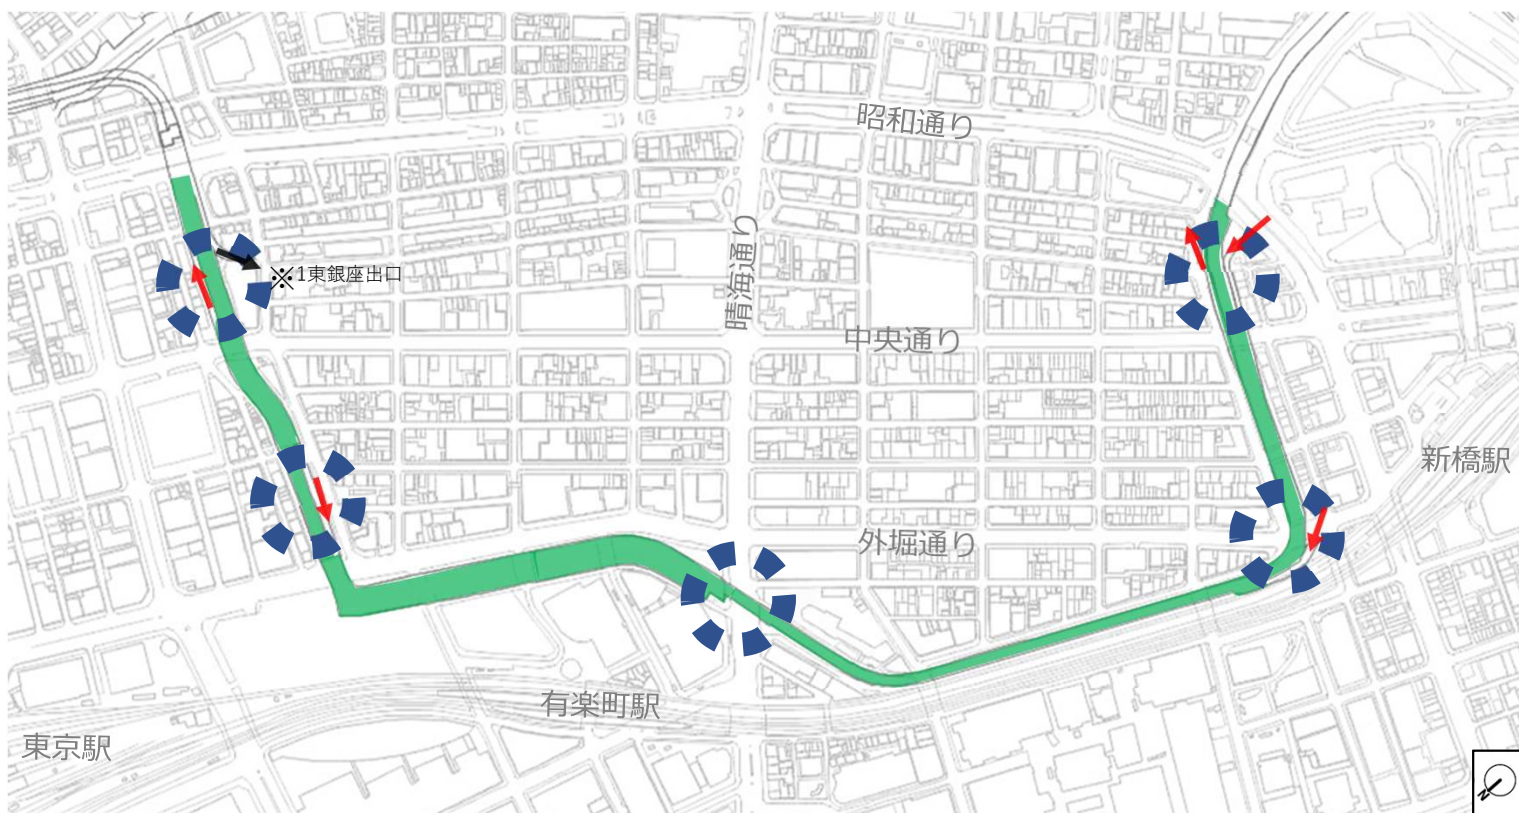 昭和通り
晴海通り
※1東銀座出口
中央通り
新橋駅
外堀通り
有楽町駅
東京駅
N